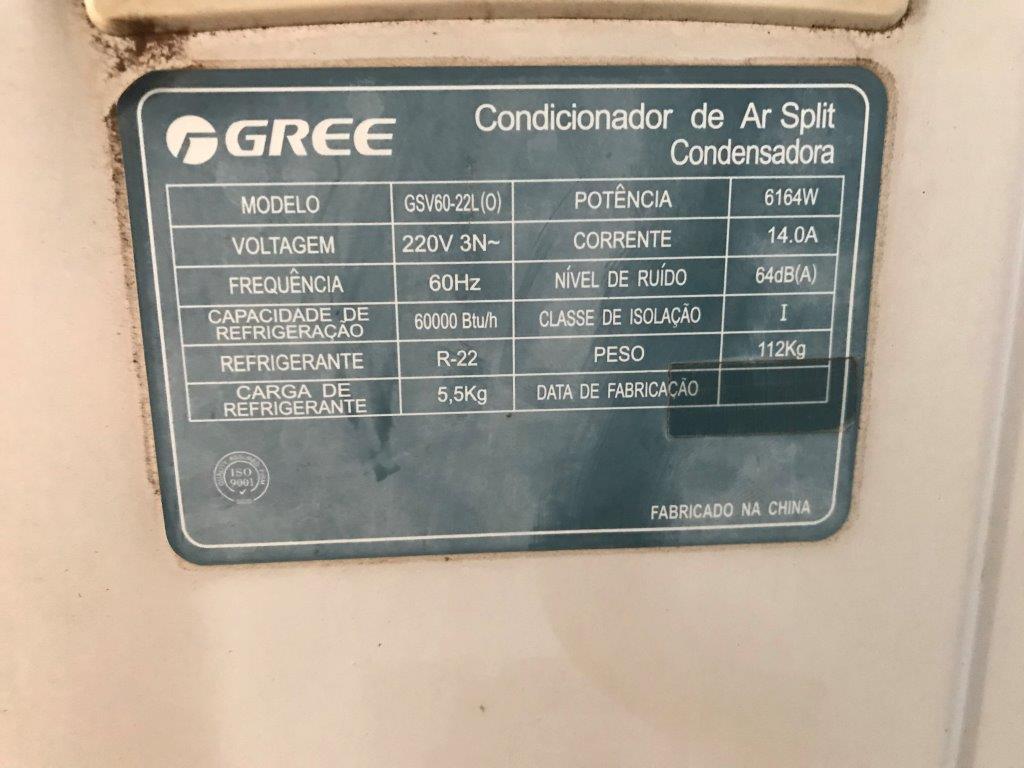 GREE
Condicionador de Ar Split
Condensadora
MODELO GSV60-22L(O) POTÊNCIA 6164W
VOLTAGEM 220V 3N~ CORRENTE 14.0A
FREQUÊNCIA 60Hz NÍVEL DE RUÍDO 64dB(A)
CAPACIDADE DE REFRIGERAÇÃO 60000 Btu/h CLASSE DE ISOLAÇÃO I
REFRIGERANTE R-22 PESO 112Kg
CARGA DE REFRIGERANTE 5,5Kg DATA DE FABRICAÇÃO
ISO
9001
FABRICADO NA CHINA